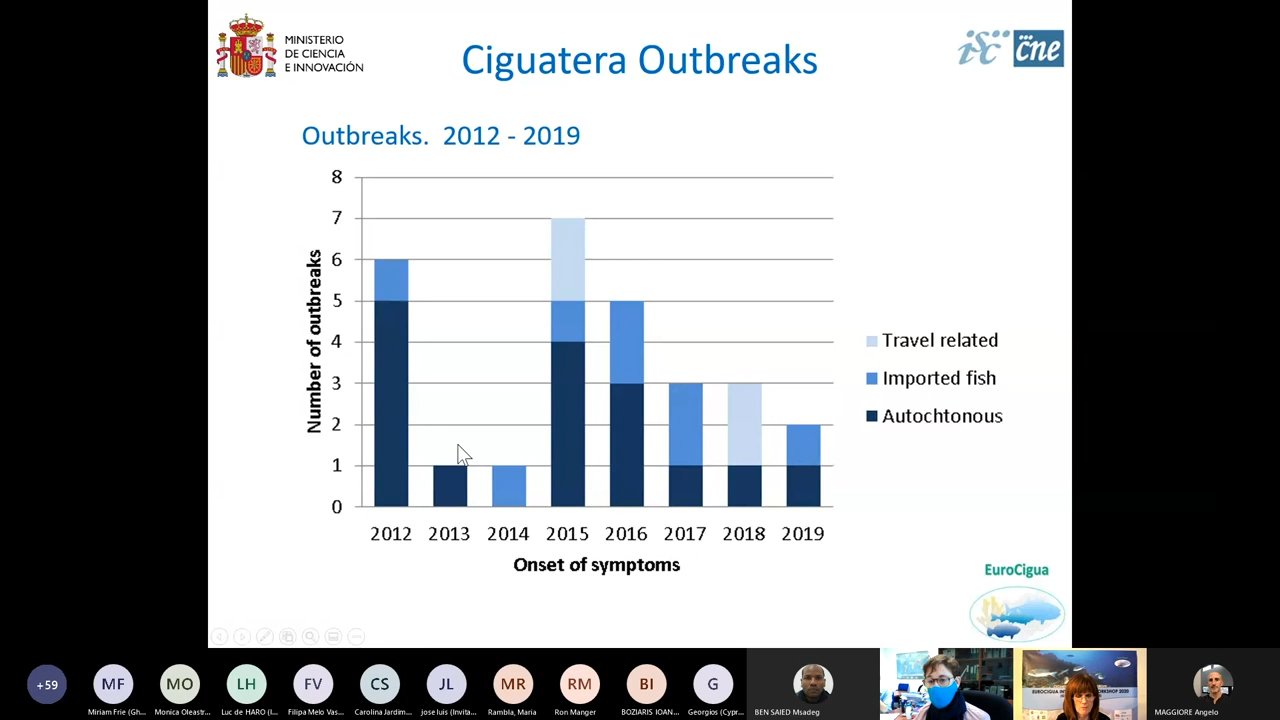 MINISTERIO
DE CIENCIA
E INNOVACIÓN
Ciguatera Outbreaks
isc cne
Outbreaks. 2012 - 2019
Number of outbreaks
8
7
6
5
4
3
2
1
0
2012 2013 2014 2015 2016 2017 2018 2019
Onset of symptoms
Travel related
Imported fish
Autochtonous
EuroCigua
+59 MF MO LH FV CS JL MR RM BI G
Miriam Frie (Gh... Monica Oleastr... Luc de HARO (I... Filipa Melo Vas... Carolina Jardim... jose luis (Invita... Rambla, Maria Ron Manger BOZIARIS IOAN... Georgios (Cypr... BEN SAIED Msadeg MAGGIORE Angelo